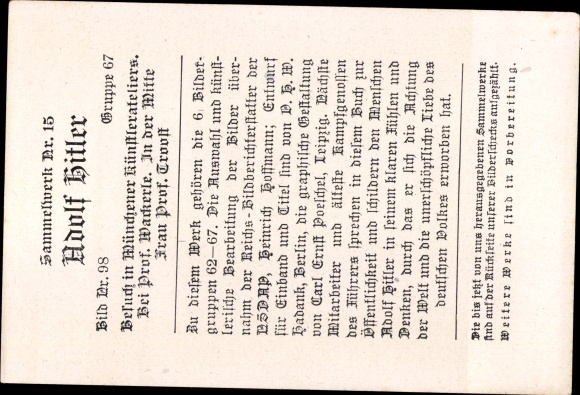 Sammelwerk Nr. 15
Adolf Hitler
Bild Nr. 98 Gruppe 67
Besuch in Münchener Künstlerateliers.
Bei Prof. Wackerle. In der Mitte
Frau Prof. Troost
Zu diesem Werk gehören die 6 Bilder-
gruppen 62–67. Die Auswahl und künst-
lerische Bearbeitung der Bilder über-
nahm der Reichs-Bildberichterstatter der
NSDAP, Heinrich Hoffmann; Entwurf
für Einband und Titel sind von O. H. W.
Hadank, Berlin, die graphische Gestaltung
von Carl Ernst Poeschel, Leipzig. Nächste
Mitarbeiter und älteste Kampfgenossen
des Führers sprechen in diesem Buch zur
Öffentlichkeit und schildern den Menschen
Adolf Hitler in seinem klaren Fühlen und
Denken, durch das er sich die Achtung
der Welt und die unerschöpfliche Liebe des
deutschen Volkes erworben hat.
Die bis jetzt von uns herausgegebenen Sammelwerke
sind auf der Rückseite unserer Bilderschecks aufgezählt.
Weitere Werke sind in Vorbereitung.